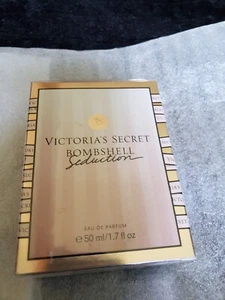 VICTORIA'S SECRET
BOMBSHELL
Seduction
EAU DE PARFUM
e 50 ml/1.7 fl oz